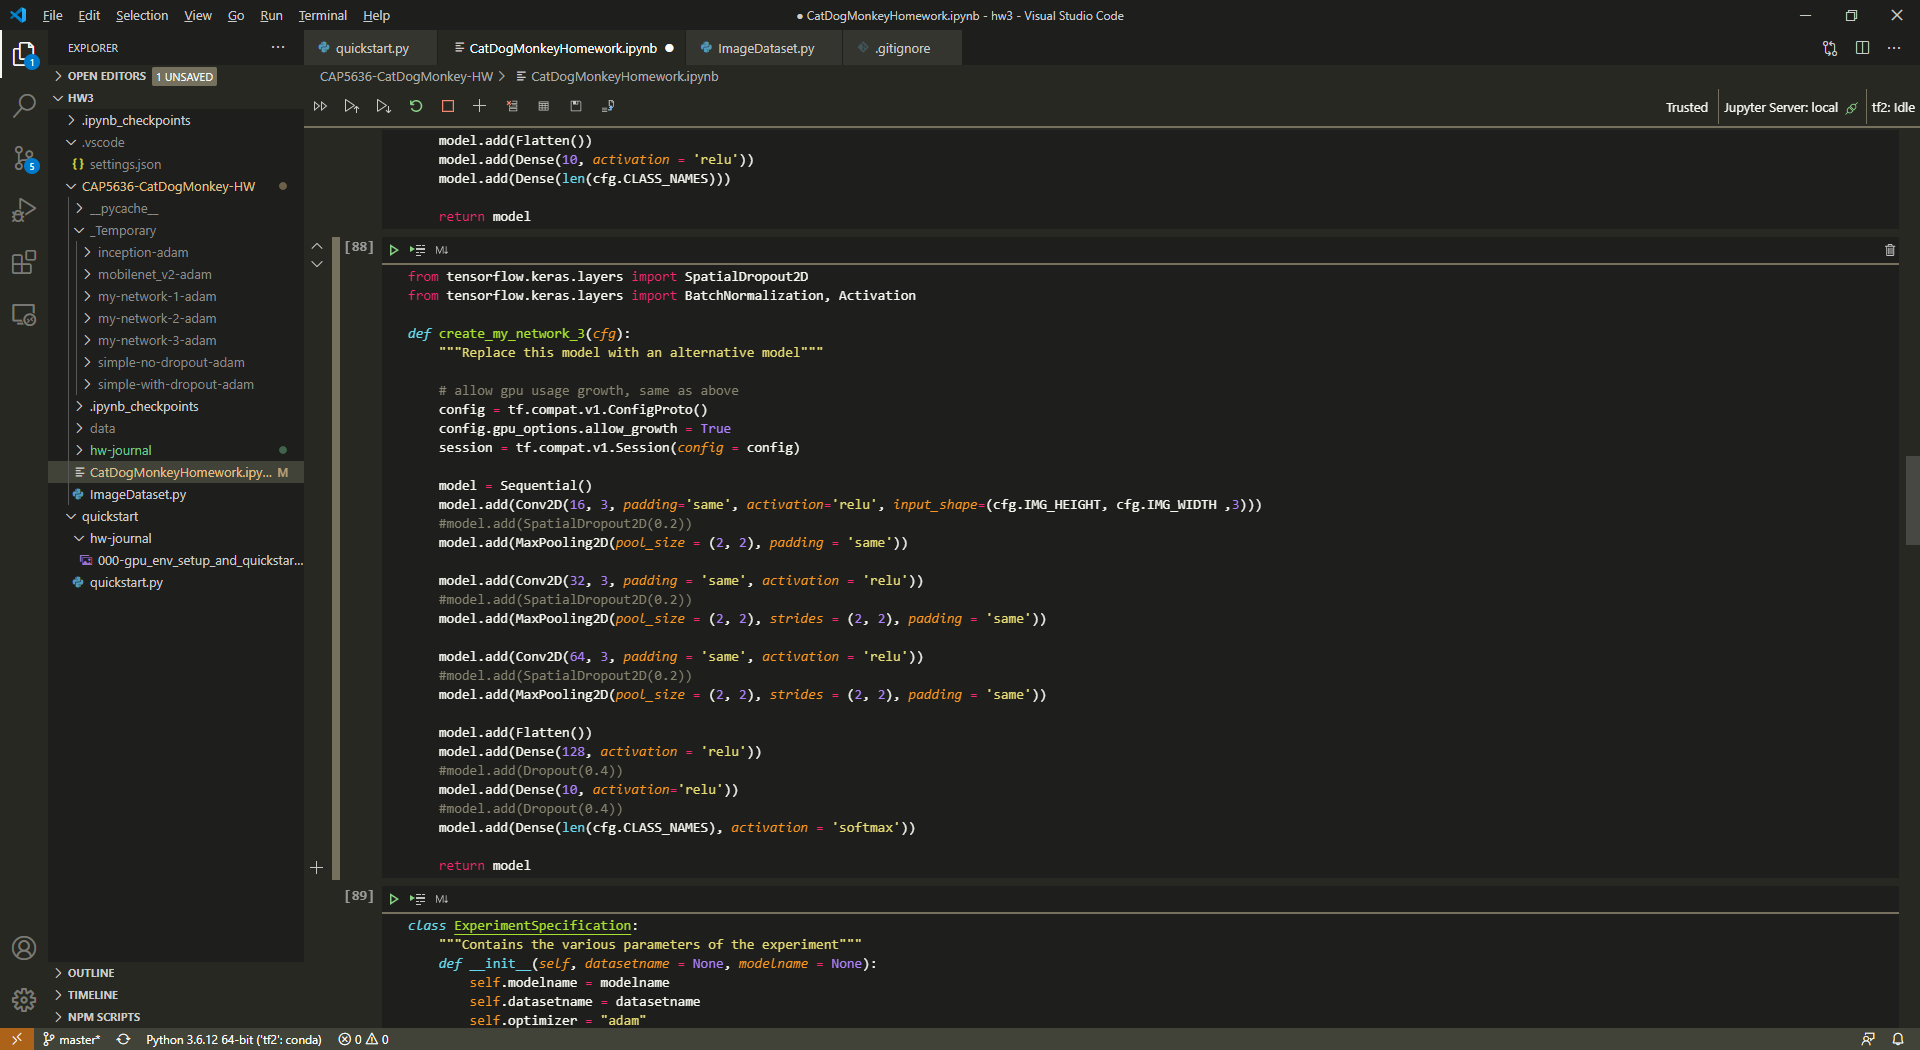 File Edit Selection View Go Run Terminal Help
● CatDogMonkeyHomework.ipynb - hw3 - Visual Studio Code
EXPLORER
quickstart.py
CatDogMonkeyHomework.ipynb ●
ImageDataset.py
.gitignore
1
OPEN EDITORS 1 UNSAVED
CAP5636-CatDogMonkey-HW > CatDogMonkeyHomework.ipynb
HW3
Trusted
Jupyter Server: local
tf2: Idle
.ipynb_checkpoints
.vscode
{} settings.json
CAP5636-CatDogMonkey-HW
__pycache__
_Temporary
inception-adam
mobilenet_v2-adam
my-network-1-adam
my-network-2-adam
my-network-3-adam
simple-no-dropout-adam
simple-with-dropout-adam
.ipynb_checkpoints
data
hw-journal
CatDogMonkeyHomework.ipy... M
ImageDataset.py
quickstart
hw-journal
000-gpu_env_setup_and_quickstar...
quickstart.py
5
OUTLINE
TIMELINE
NPM SCRIPTS
model.add(Flatten())
model.add(Dense(10, activation = 'relu'))
model.add(Dense(len(cfg.CLASS_NAMES)))
return model
[88]
M↓
from tensorflow.keras.layers import SpatialDropout2D
from tensorflow.keras.layers import BatchNormalization, Activation
def create_my_network_3(cfg):
"""Replace this model with an alternative model"""
# allow gpu usage growth, same as above
config = tf.compat.v1.ConfigProto()
config.gpu_options.allow_growth = True
session = tf.compat.v1.Session(config = config)
model = Sequential()
model.add(Conv2D(16, 3, padding='same', activation='relu', input_shape=(cfg.IMG_HEIGHT, cfg.IMG_WIDTH ,3)))
#model.add(SpatialDropout2D(0.2))
model.add(MaxPooling2D(pool_size = (2, 2), padding = 'same'))
model.add(Conv2D(32, 3, padding = 'same', activation = 'relu'))
#model.add(SpatialDropout2D(0.2))
model.add(MaxPooling2D(pool_size = (2, 2), strides = (2, 2), padding = 'same'))
model.add(Conv2D(64, 3, padding = 'same', activation = 'relu'))
#model.add(SpatialDropout2D(0.2))
model.add(MaxPooling2D(pool_size = (2, 2), strides = (2, 2), padding = 'same'))
model.add(Flatten())
model.add(Dense(128, activation = 'relu'))
#model.add(Dropout(0.4))
model.add(Dense(10, activation='relu'))
#model.add(Dropout(0.4))
model.add(Dense(len(cfg.CLASS_NAMES), activation = 'softmax'))
return model
[89]
M↓
class ExperimentSpecification:
"""Contains the various parameters of the experiment"""
def __init__(self, datasetname = None, modelname = None):
self.modelname = modelname
self.datasetname = datasetname
self.optimizer = "adam"
master* Python 3.6.12 64-bit ('tf2': conda) 0 0